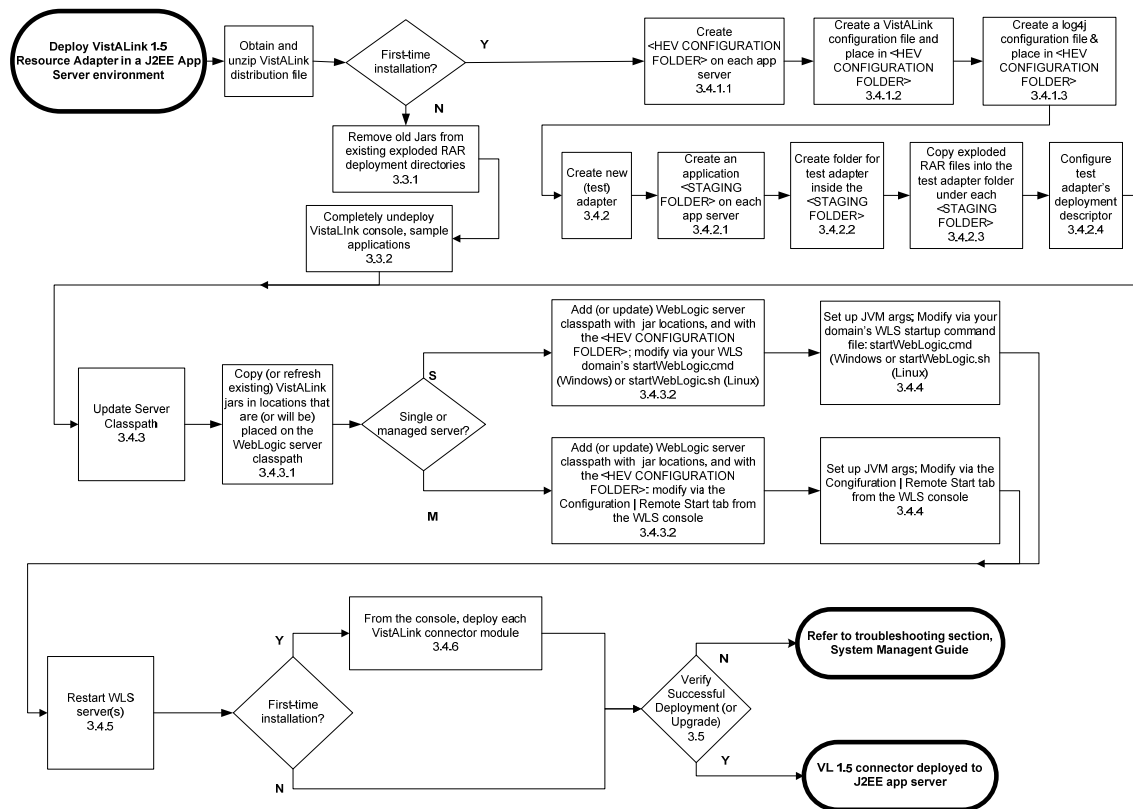 Deploy VistALink 1.5
Resource Adapter in a J2EE App
Server environment
Obtain and
unzip VistALink
distribution file
First-time
installation?
Y
N
Create
<HEV CONFIGURATION
FOLDER> on each app
server
3.4.1.1
Create a VistALink
configuration file and
place in <HEV
CONFIGURATION
FOLDER>
3.4.1.2
Create a log4j
configuration file &
place in <HEV
CONFIGURATION
FOLDER>
3.4.1.3
Remove old Jars from
existing exploded RAR
deployment directories
3.3.1
Create new
(test)
adapter
3.4.2
Create an
application
<STAGING
FOLDER> on each
app server
3.4.2.1
Create folder for
test adapter
inside the
<STAGING
FOLDER>
3.4.2.2
Copy exploded
RAR files into the
test adapter folder
under each
<STAGING
FOLDER>
3.4.2.3
Configure
test
adapter's
deployment
descriptor
3.4.2.4
Completely undeploy
VistaLInk console, sample
applications
3.3.2
Update Server
Classpath
3.4.3
Copy (or refresh
existing) VistALink
jars in locations that
are (or will be)
placed on the
WebLogic server
classpath
3.4.3.1
Single or
managed server?
S
M
Add (or update) WebLogic server
classpath with jar locations, and with
the <HEV CONFIGURATION
FOLDER>; modify via your WLS
domain's startWebLogic.cmd
(Windows) or startWebLogic.sh (Linux)
3.4.3.2
Set up JVM args; Modify via your
domain's WLS startup command
file: startWebLogic.cmd
(Windows or startWebLogic.sh
(Linux)
3.4.4
Add (or update) WebLogic server
classpath with jar locations, and with
the <HEV CONFIGURATION
FOLDER>: modify via the
Configuration | Remote Start tab from
the WLS console
3.4.3.2
Set up JVM args; Modify via the
Congifuration | Remote Start tab
from the WLS console
3.4.4
Restart WLS
server(s)
3.4.5
First-time
installation?
Y
N
From the console, deploy each
VistALink connector module
3.4.6
Verify
Successful
Deployment (or
Upgrade)
3.5
N
Y
Refer to troubleshooting section,
System Managent Guide
VL 1.5 connector deployed to
J2EE app server